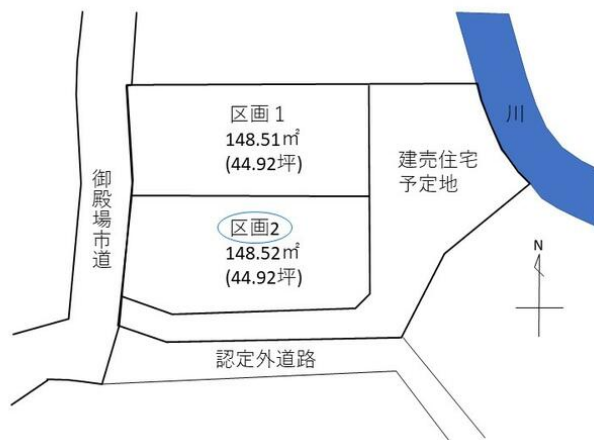 区画１
148.51㎡
(44.92坪)
川
建売住宅
予定地
御殿場市道
区画2
148.52㎡
(44.92坪)
N
認定外道路